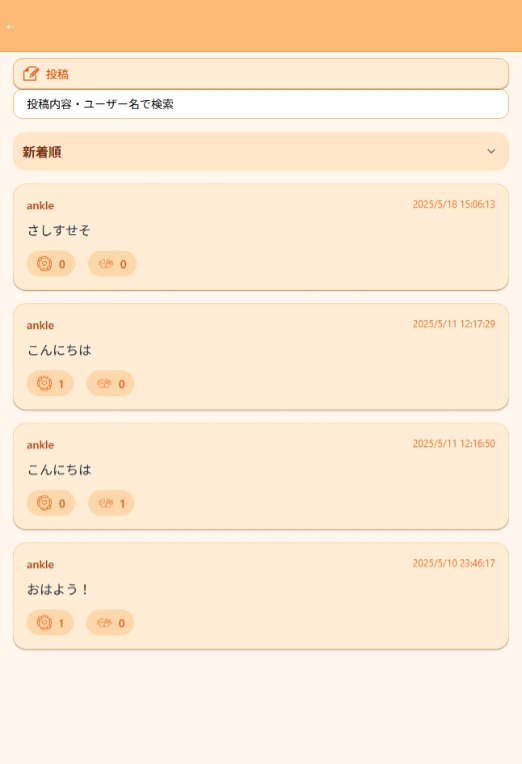 ←
投稿
投稿内容・ユーザー名で検索
新着順
ankle 2025/5/18 15:06:13
さしすせそ
0 0
ankle 2025/5/11 12:17:29
こんにちは
1 0
ankle 2025/5/11 12:16:50
こんにちは
0 1
ankle 2025/5/10 23:46:17
おはよう！
1 0